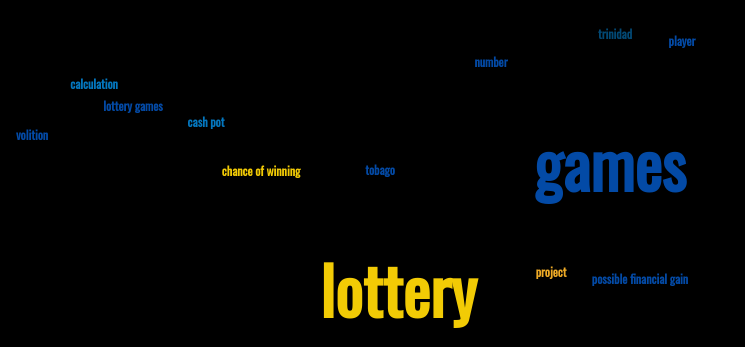 trinidad
player
number
calculation
lottery games
cash pot
volition
chance of winning
tobago
games
lottery
project
possible financial gain